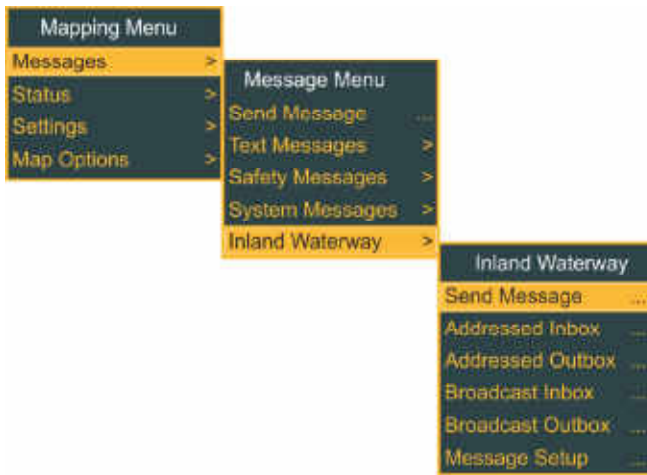 Mapping Menu
Messages >
Status >
Settings >
Map Options >
Message Menu
Send Message ...
Text Messages >
Safety Messages >
System Messages >
Inland Waterway >
Inland Waterway
Send Message ...
Addressed Inbox ...
Addressed Outbox ...
Broadcast Inbox ...
Broadcast Outbox ...
Message Setup ...